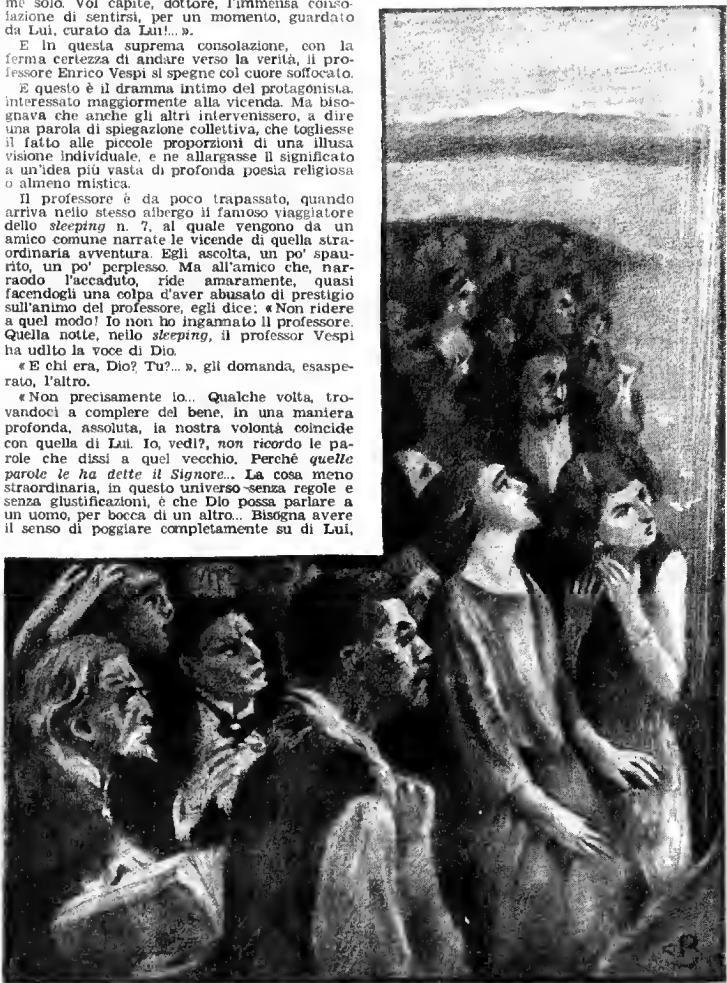 me solo. Voi capite, dottore, l'immensa conso-
lazione di sentirsi, per un momento, guardato
da Lui, curato da Lui!... ».
E in questa suprema consolazione, con la
ferma certezza di andare verso la verità, il pro-
fessore Enrico Vespi si spegne col cuore soffocato.
E questo è il dramma intimo del protagonista,
interessato maggiormente alla vicenda. Ma biso-
gnava che anche gli altri intervenissero, a dire
una parola di spiegazione collettiva, che togliesse
il fatto alle piccole proporzioni di una illusa
visione individuale, e ne allargasse il significato
a un'idea più vasta di profonda poesia religiosa
o almeno mistica.
Il professore è da poco trapassato, quando
arriva nello stesso albergo il famoso viaggiatore
dello sleeping n. 7, al quale vengono da un
amico comune narrate le vicende di quella stra-
ordinaria avventura. Egli ascolta, un po' spau-
rito, un po' perplesso. Ma all'amico che, nar-
raodo l'accaduto, ride amaramente, quasi
facendogli una colpa d'aver abusato di prestigio
sull'animo del professore, egli dice: « Non ridere
a quel modo! Io non ho ingannato il professore.
Quella notte, nello sleeping, il professor Vespi
ha udito la voce di Dio.
« E chi era, Dio? Tu?... », gli domanda, esaspe-
rato, l'altro.
« Non precisamente io... Qualche volta, tro-
vandoci a compiere del bene, in una maniera
profonda, assoluta, la nostra volontà coincide
con quella di Lui. Io, vedi?, non ricordo le pa-
role che dissi a quel vecchio. Perché quelle
parole le ha dette il Signore... La cosa meno
straordinaria, in questo universo senza regole e
senza giustificazioni, è che Dio possa parlare a
un uomo, per bocca di un altro... Bisogna avere
il senso di poggiare completamente su di Lui,